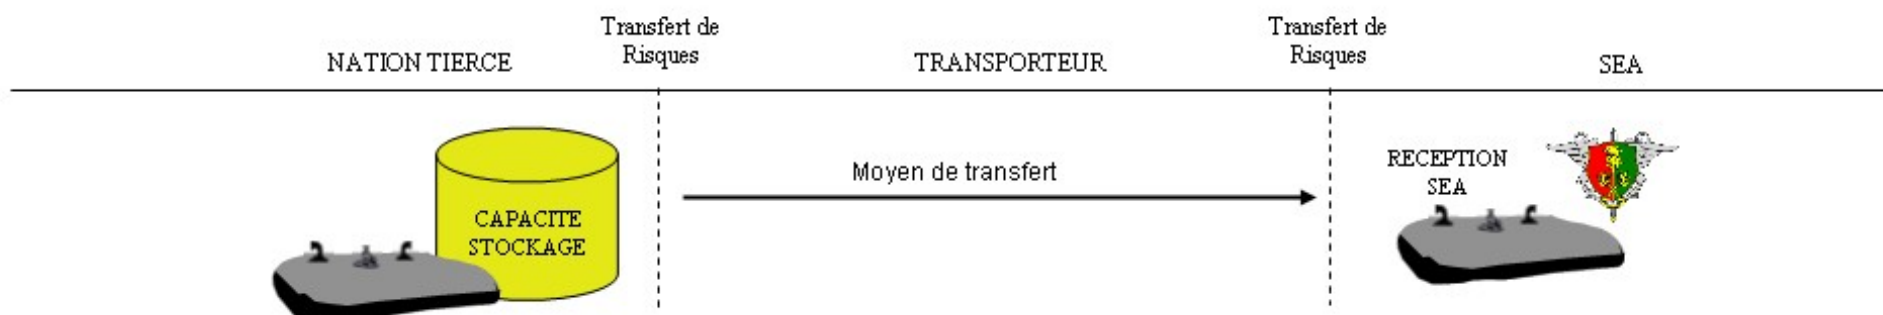 Transfert de
Risques
Transfert de
Risques
NATION TIERCE
TRANSPORTEUR
SEA
Moyen de transfert
RECEPTION
SEA
CAPACITE
STOCKAGE